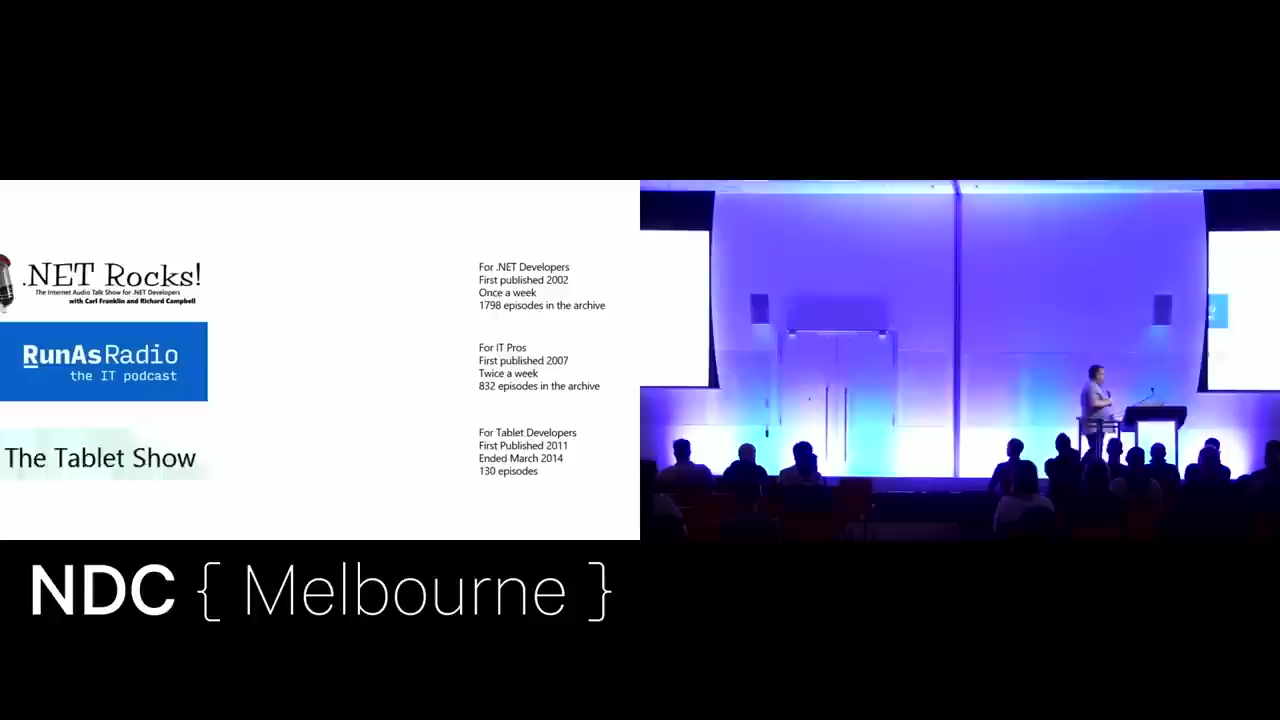 .NET Rocks!
The Internet Audio Talk Show for .NET Developers
with Carl Franklin and Richard Campbell
For .NET Developers
First published 2002
Once a week
1798 episodes in the archive
RunAsRadio
the IT podcast
For IT Pros
First published 2007
Twice a week
832 episodes in the archive
The Tablet Show
For Tablet Developers
First Published 2011
Ended March 2014
130 episodes
NDC { Melbourne }